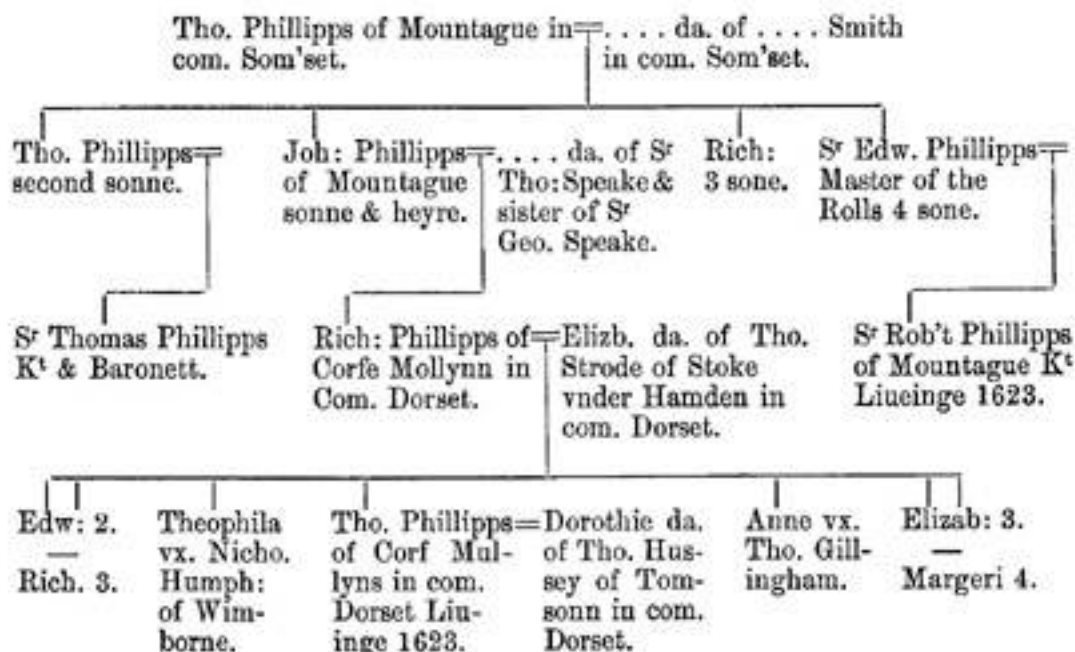 Tho. Phillipps of Mountague in
com. Som'set.
. . . . da. of . . . . Smith
in com. Som'set.
Tho. Phillipps
second sonne.
Joh: Phillipps
of Mountague
sonne & heyre.
. . . . da. of Sr
Tho: Speake &
sister of Sr
Geo. Speake.
Rich:
3 sone.
Sr Edw. Phillipps
Master of the
Rolls 4 sone.
Sr Thomas Phillipps
Kt & Baronett.
Rich: Phillipps of
Corfe Mollynn in
Com. Dorset.
Elizb. da. of Tho.
Strode of Stoke
vnder Hamden in
com. Dorset.
Sr Rob't Phillipps
of Mountague Kt
Liueinge 1623.
Edw: 2.
—
Rich. 3.
Theophila
vx. Nicho.
Humph:
of Wim-
borne.
Tho. Phillipps
of Corf Mul-
lyns in com.
Dorset Liu-
inge 1623.
Dorothie da.
of Tho. Hus-
sey of Tom-
sonn in com.
Dorset.
Anne vx.
Tho. Gill-
ingham.
Elizab: 3.
—
Margeri 4.